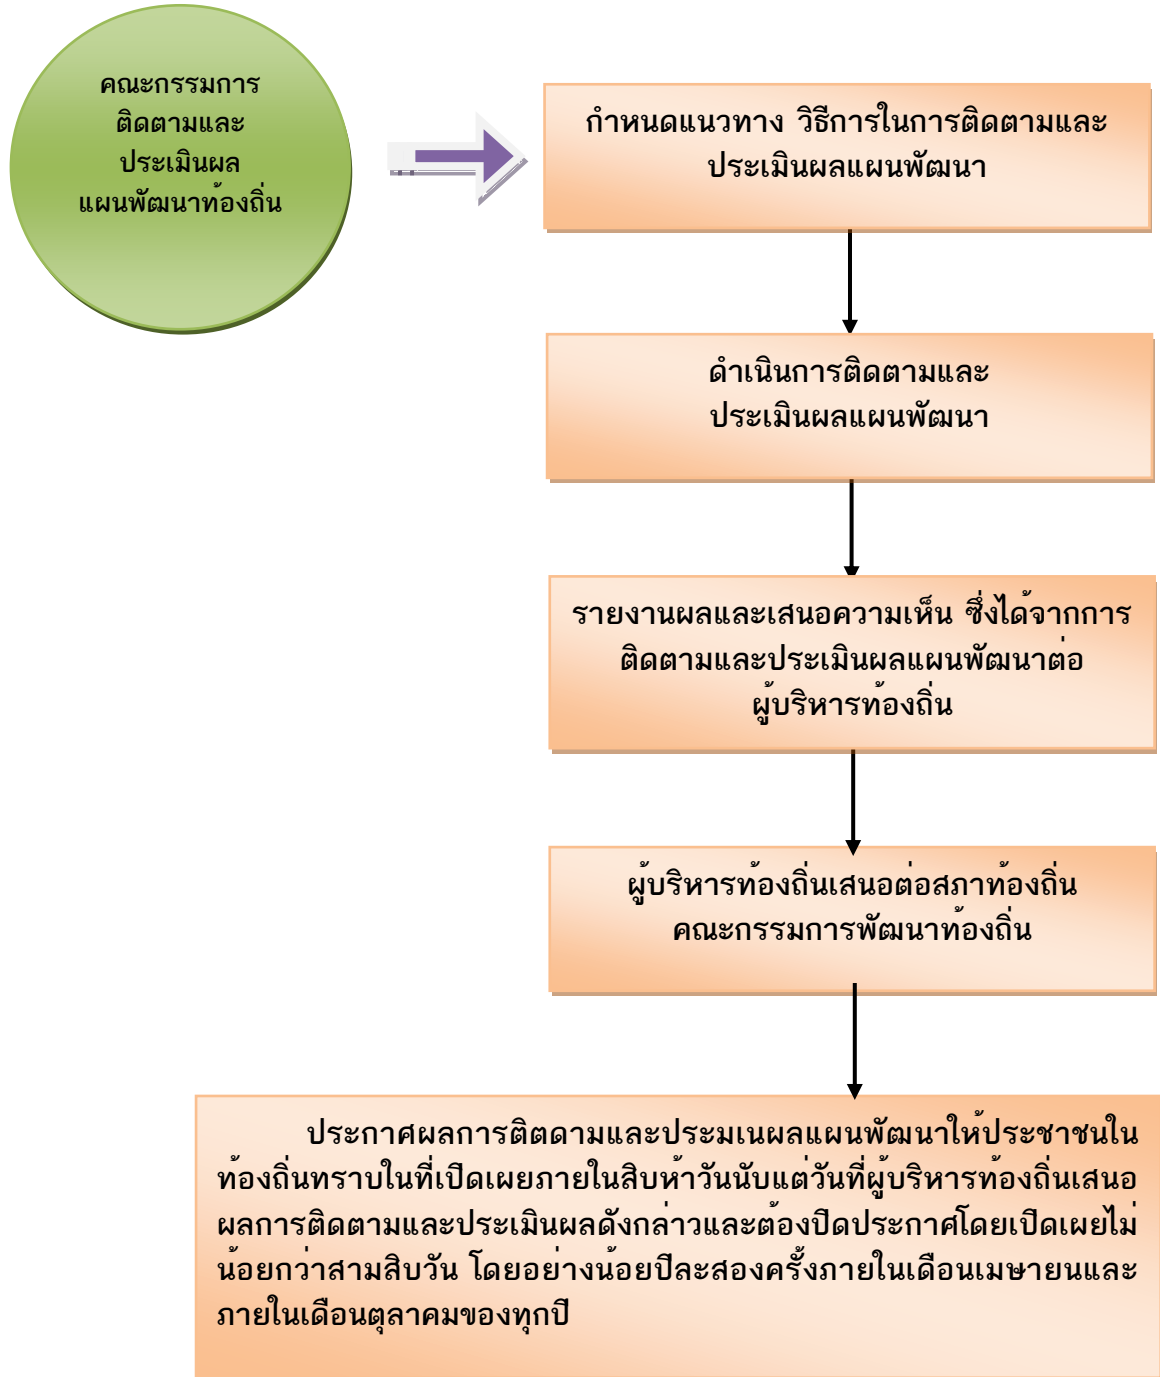 คณะกรรมการ
ติดตามและ
ประเมินผล
แผนพัฒนาท้องถิ่น
กำหนดแนวทาง วิธีการในการติดตามและ
ประเมินผลแผนพัฒนา
ดำเนินการติดตามและ
ประเมินผลแผนพัฒนา
รายงานผลและเสนอความเห็น ซึ่งได้จากการ
ติดตามและประเมินผลแผนพัฒนาต่อ
ผู้บริหารท้องถิ่น
ผู้บริหารท้องถิ่นเสนอต่อสภาท้องถิ่น
คณะกรรมการพัฒนาท้องถิ่น
ประกาศผลการติตดามและประมเนผลแผนพัฒนาให้ประชาชนใน
ท้องถิ่นทราบในที่เปิดเผยภายในสิบห้าวันนับแต่วันที่ผู้บริหารท้องถิ่นเสนอ
ผลการติดตามและประเมินผลดังกล่าวและต้องปิดประกาศโดยเปิดเผยไม่
น้อยกว่าสามสิบวัน โดยอย่างน้อยปีละสองครั้งภายในเดือนเมษายนและ
ภายในเดือนตุลาคมของทุกปี